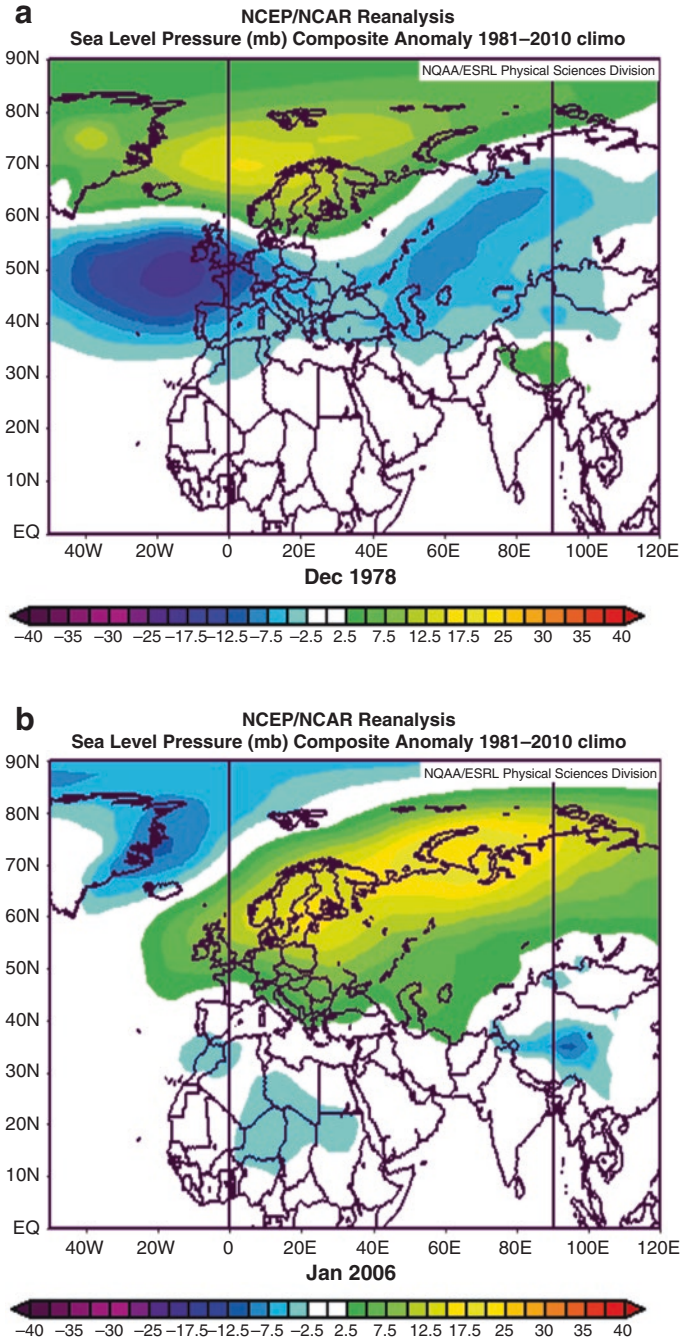 a
NCEP/NCAR Reanalysis
Sea Level Pressure (mb) Composite Anomaly 1981–2010 climo
NQAA/ESRL Physical Sciences Division
90N
80N
70N
60N
50N
40N
30N
20N
10N
EQ
40W 20W 0 20E 40E 60E 80E 100E 120E
Dec 1978
–40 –35 –30 –25 –17.5 –12.5 –7.5 –2.5 2.5 7.5 12.5 17.5 25 30 35 40
b
NCEP/NCAR Reanalysis
Sea Level Pressure (mb) Composite Anomaly 1981–2010 climo
NQAA/ESRL Physical Sciences Division
90N
80N
70N
60N
50N
40N
30N
20N
10N
EQ
40W 20W 0 20E 40E 60E 80E 100E 120E
Jan 2006
–40 –35 –30 –25 –17.5 –12.5 –7.5 –2.5 2.5 7.5 12.5 17.5 25 30 35 40